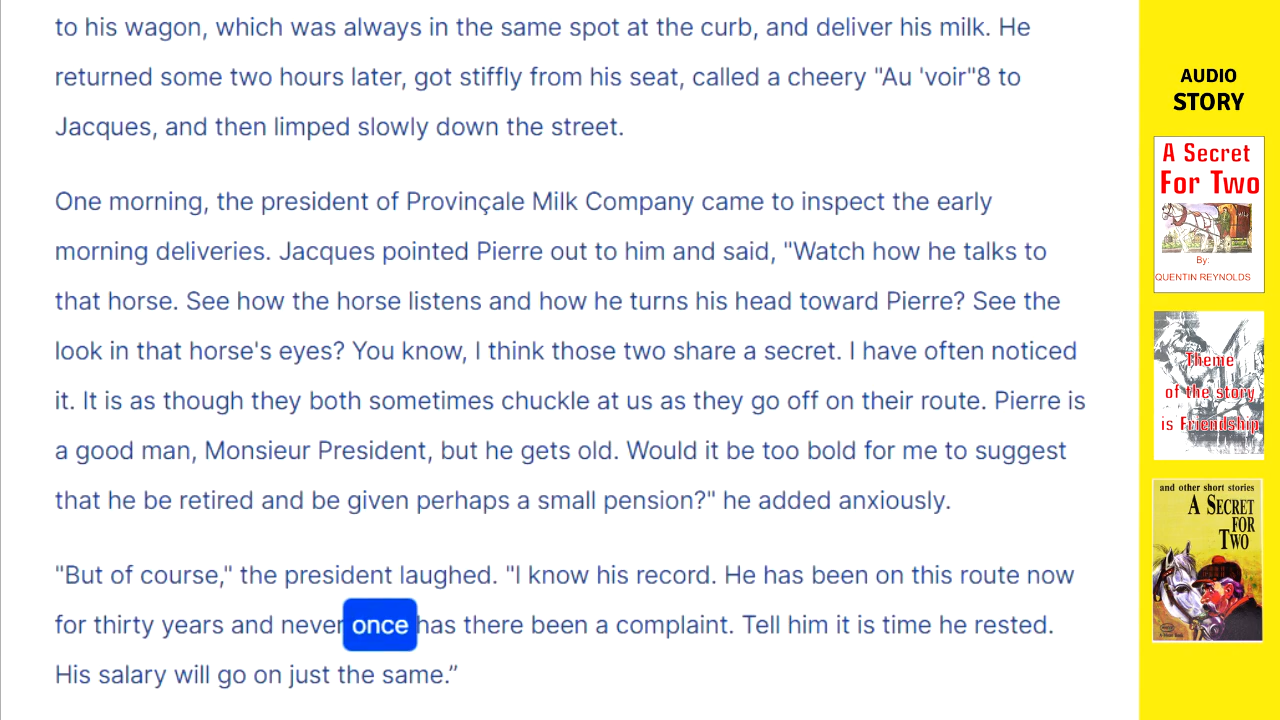 to his wagon, which was always in the same spot at the curb, and deliver his milk. He
returned some two hours later, got stiffly from his seat, called a cheery "Au 'voir"8 to
Jacques, and then limped slowly down the street.
One morning, the president of Provinçale Milk Company came to inspect the early
morning deliveries. Jacques pointed Pierre out to him and said, "Watch how he talks to
that horse. See how the horse listens and how he turns his head toward Pierre? See the
look in that horse's eyes? You know, I think those two share a secret. I have often noticed
it. It is as though they both sometimes chuckle at us as they go off on their route. Pierre is
a good man, Monsieur President, but he gets old. Would it be too bold for me to suggest
that he be retired and be given perhaps a small pension?" he added anxiously.
"But of course," the president laughed. "I know his record. He has been on this route now
for thirty years and never once has there been a complaint. Tell him it is time he rested.
His salary will go on just the same.”
AUDIO
STORY
A Secret
For Two
By:
QUENTIN REYNOLDS
Theme
of the story
is Friendship
and other short stories
A SECRET
FOR
TWO